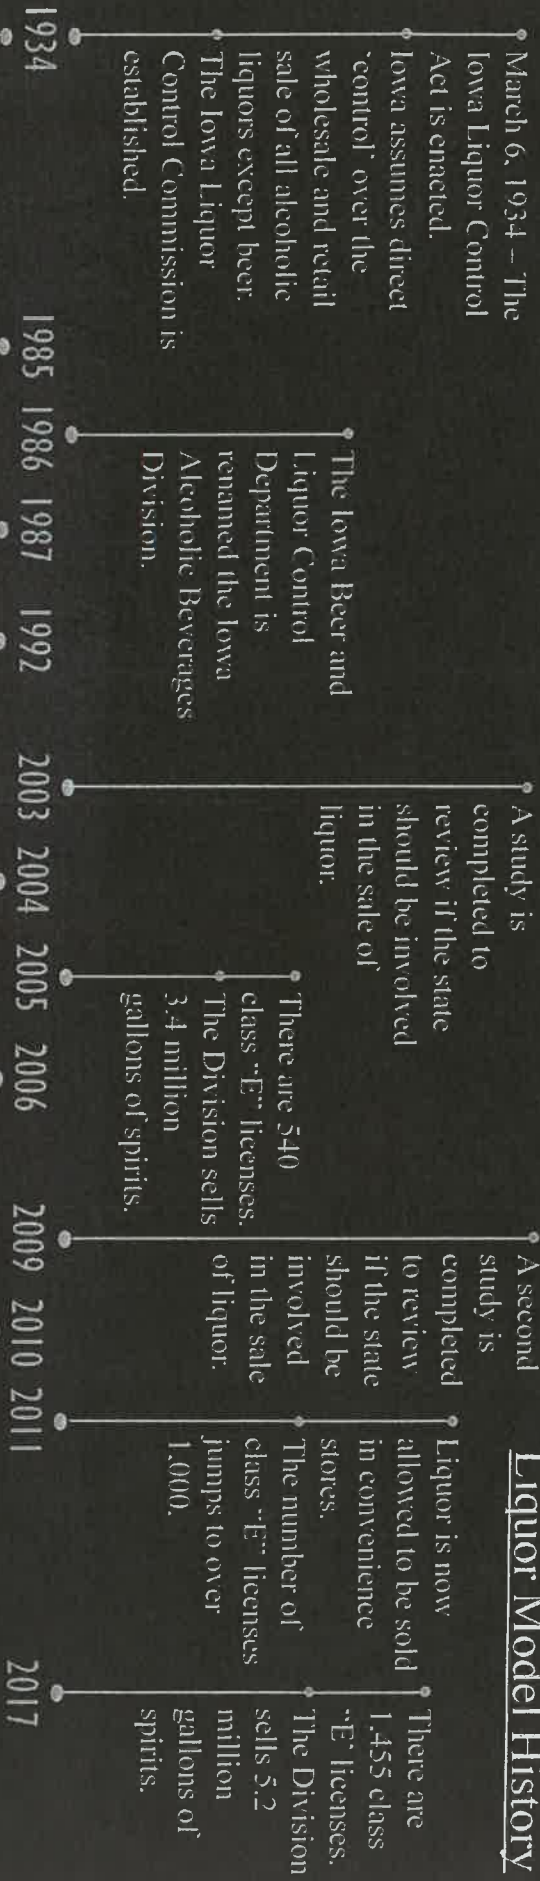 Liquor Model History
March 6, 1934 – The
Iowa Liquor Control
Act is enacted.
Iowa assumes direct
"control" over the
wholesale and retail
sale of all alcoholic
liquors except beer.
The Iowa Liquor
Control Commission is
established.
The Iowa Beer and
Liquor Control
Department is
renamed the Iowa
Alcoholic Beverages
Division.
A study is
completed to
review if the state
should be involved
in the sale of
liquor.
There are 540
class "E" licenses.
The Division sells
3.4 million
gallons of spirits.
A second
study is
completed
to review
if the state
should be
involved
in the sale
of liquor.
Liquor is now
allowed to be sold
in convenience
stores.
The number of
class "E" licenses
jumps to over
1,000.
There are
1,455 class
"E" licenses.
The Division
sells 5.2
million
gallons of
spirits.
1934 1985 1986 1987 1992 2003 2004 2005 2006 2009 2010 2011 2017